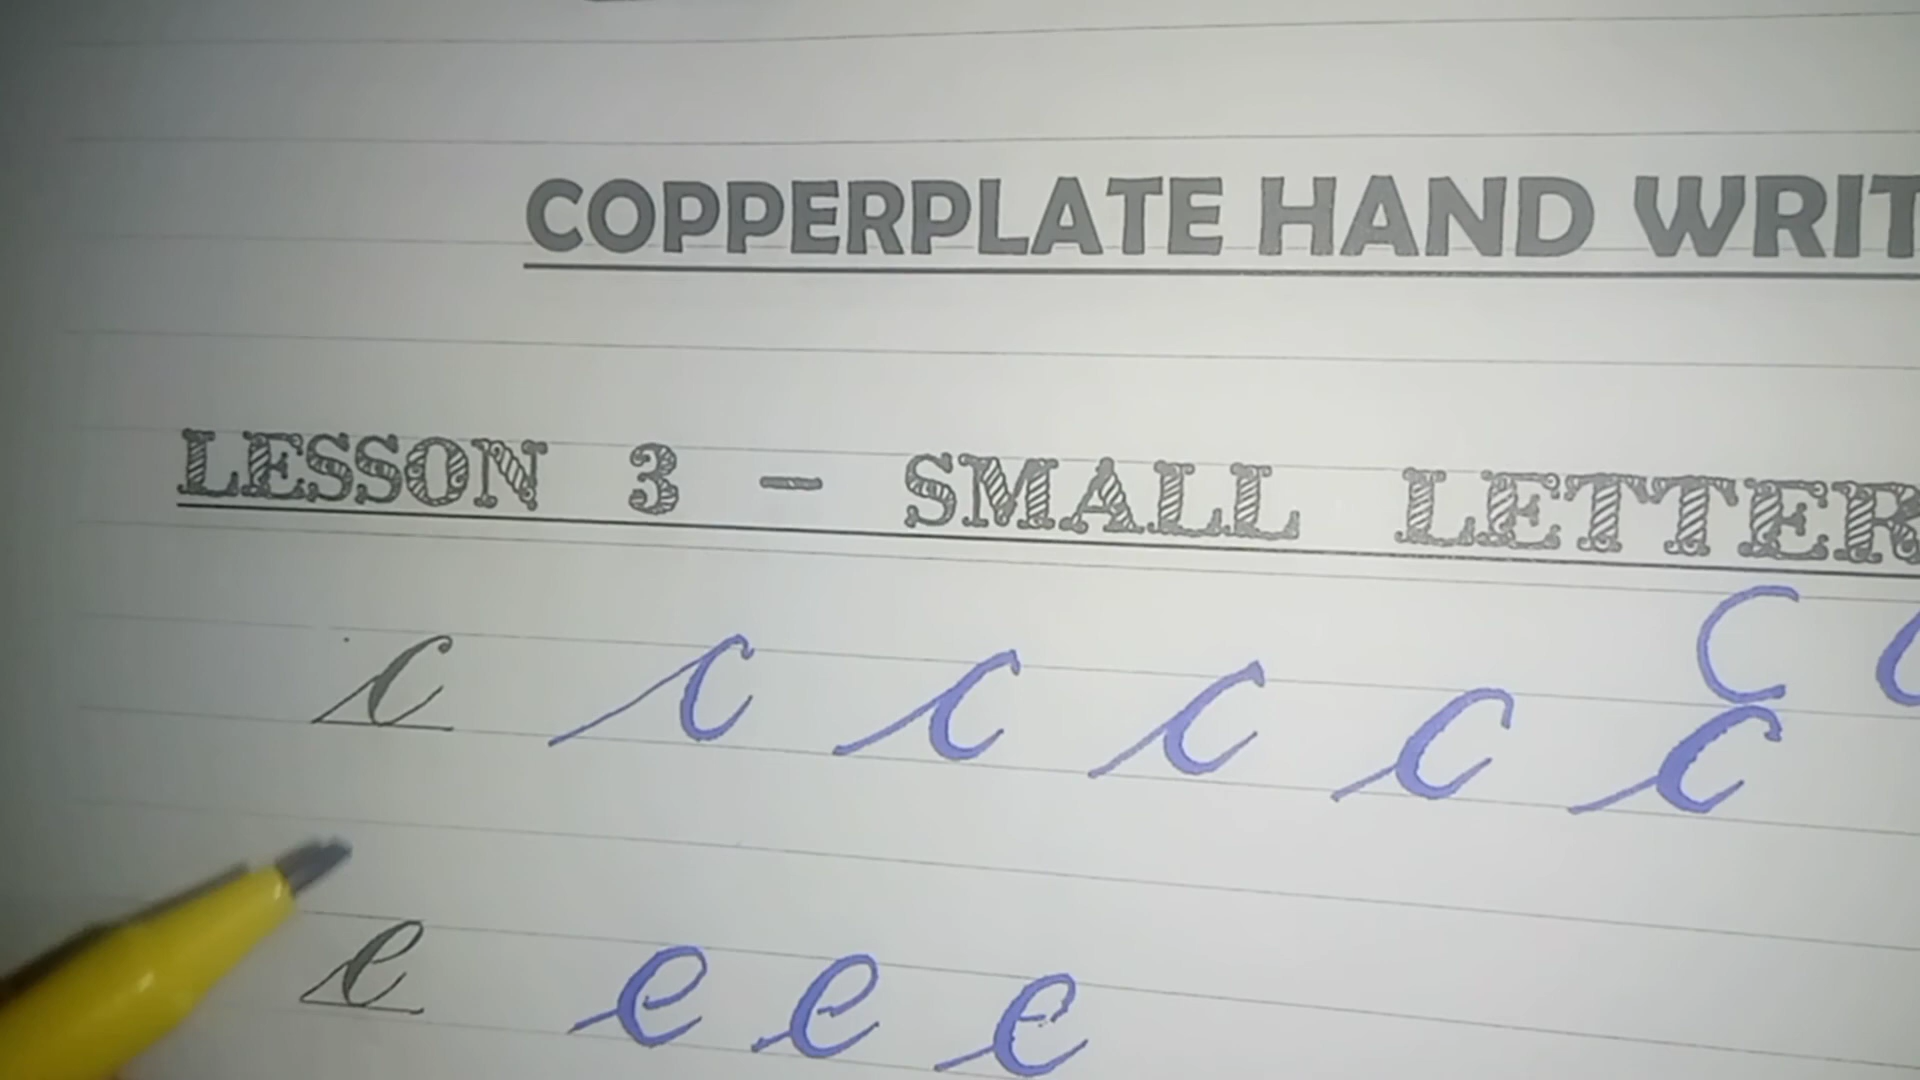 COPPERPLATE HAND WRIT
LESSON 3 - SMALL LETTER
c c c c c c c
e e e e